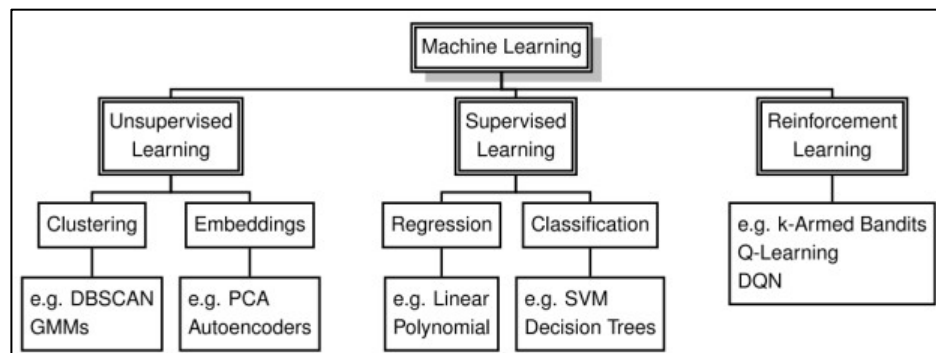 Machine Learning
Unsupervised
Learning
Supervised
Learning
Reinforcement
Learning
Clustering
Embeddings
Regression
Classification
e.g. k-Armed Bandits
Q-Learning
DQN
e.g. DBSCAN
GMMs
e.g. PCA
Autoencoders
e.g. Linear
Polynomial
e.g. SVM
Decision Trees